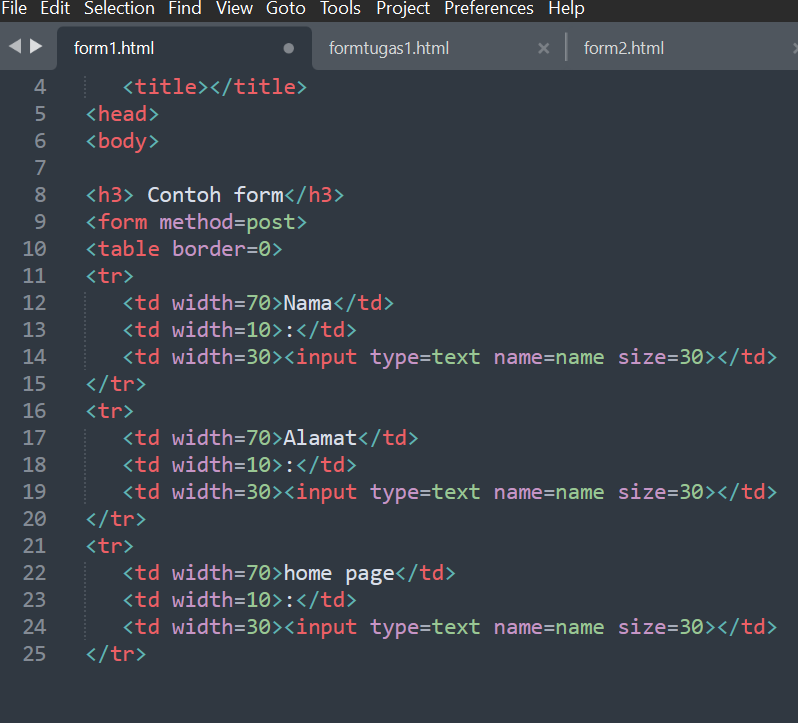 File Edit Selection Find View Goto Tools Project Preferences Help
form1.html formtugas1.html form2.html
4 <title></title>
5 <head>
6 <body>
7
8 <h3> Contoh form</h3>
9 <form method=post>
10 <table border=0>
11 <tr>
12 <td width=70>Nama</td>
13 <td width=10>:</td>
14 <td width=30><input type=text name=name size=30></td>
15 </tr>
16 <tr>
17 <td width=70>Alamat</td>
18 <td width=10>:</td>
19 <td width=30><input type=text name=name size=30></td>
20 </tr>
21 <tr>
22 <td width=70>home page</td>
23 <td width=10>:</td>
24 <td width=30><input type=text name=name size=30></td>
25 </tr>